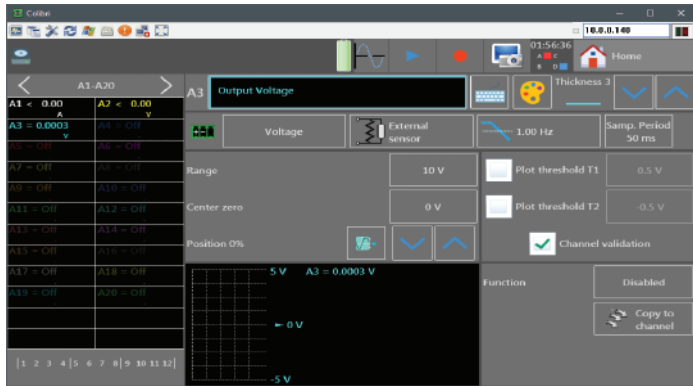 Colibri
10.0.0.140
01:56:36
A C
B D
Home
A1-A20
A3 Output Voltage
Thickness 3
A1 < 0.00
A
A2 < 0.00
V
A3 = 0.0003
V
A4 = Off
A5 = Off
A6 = Off
A7 = Off
A8 = Off
A9 = Off
A10 = Off
A11 = Off
A12 = Off
A13 = Off
A14 = Off
A15 = Off
A16 = Off
A17 = Off
A18 = Off
A19 = Off
A20 = Off
1 2 3 4 5 6 7 8 9 10 11 12
Voltage
External
sensor
1.00 Hz
Samp. Period
50 ms
Range
10 V
Center zero
0 V
Position 0%
Plot threshold T1
0.5 V
Plot threshold T2
-0.5 V
Channel validation
5 V
A3 = 0.0003 V
0 V
-5 V
Function
Disabled
Copy to
channel